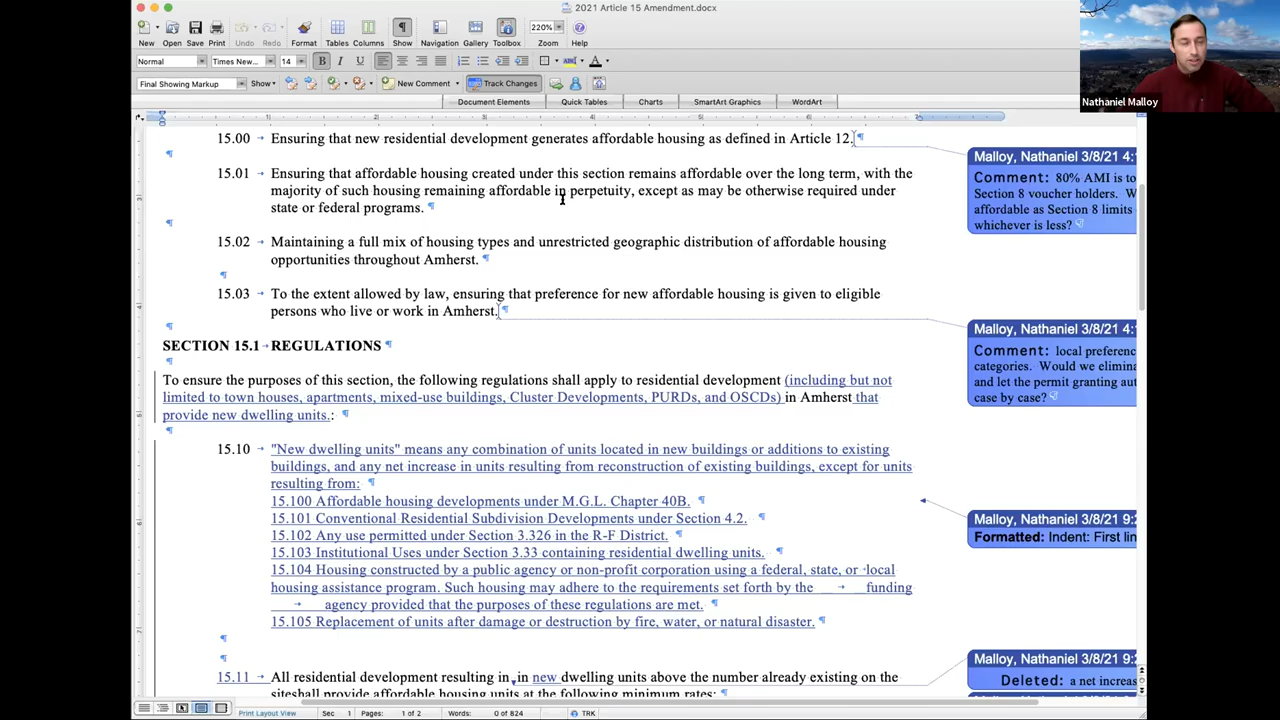 2021 Article 15 Amendment.docx
New Open Save Print Undo Redo Format Tables Columns Show Navigation Gallery Toolbox 220% Zoom Help
Normal Times New... 14 B I U A
Final Showing Markup Show New Comment Track Changes
Document Elements Quick Tables Charts SmartArt Graphics WordArt
Nathaniel Malloy
15.00 Ensuring that new residential development generates affordable housing as defined in Article 12.
15.01 Ensuring that affordable housing created under this section remains affordable over the long term, with the
majority of such housing remaining affordable in perpetuity, except as may be otherwise required under
state or federal programs.
15.02 Maintaining a full mix of housing types and unrestricted geographic distribution of affordable housing
opportunities throughout Amherst.
15.03 To the extent allowed by law, ensuring that preference for new affordable housing is given to eligible
persons who live or work in Amherst.
SECTION 15.1 REGULATIONS
To ensure the purposes of this section, the following regulations shall apply to residential development (including but not
limited to town houses, apartments, mixed-use buildings, Cluster Developments, PURDs, and OSCDs) in Amherst that
provide new dwelling units.:
15.10 "New dwelling units" means any combination of units located in new buildings or additions to existing
buildings, and any net increase in units resulting from reconstruction of existing buildings, except for units
resulting from:
15.100 Affordable housing developments under M.G.L. Chapter 40B.
15.101 Conventional Residential Subdivision Developments under Section 4.2.
15.102 Any use permitted under Section 3.326 in the R-F District.
15.103 Institutional Uses under Section 3.33 containing residential dwelling units.
15.104 Housing constructed by a public agency or non-profit corporation using a federal, state, or local
housing assistance program. Such housing may adhere to the requirements set forth by the funding
agency provided that the purposes of these regulations are met.
15.105 Replacement of units after damage or destruction by fire, water, or natural disaster.
15.11 All residential development resulting in in new dwelling units above the number already existing on the
siteshall provide affordable housing units at the following minimum rates:
Malloy, Nathaniel 3/8/21 4:
Comment: 80% AMI is to
Section 8 voucher holders. W
affordable as Section 8 limits
whichever is less?
Malloy, Nathaniel 3/8/21 4:
Comment: local preferenc
categories. Would we elimina
and let the permit granting aut
case by case?
Malloy, Nathaniel 3/8/21 9:
Formatted: Indent: First lin
Malloy, Nathaniel 3/8/21 9:
Deleted: a net increas
Print Layout View Sec 1 Pages: 1 of 2 Words: 0 of 824 TRK